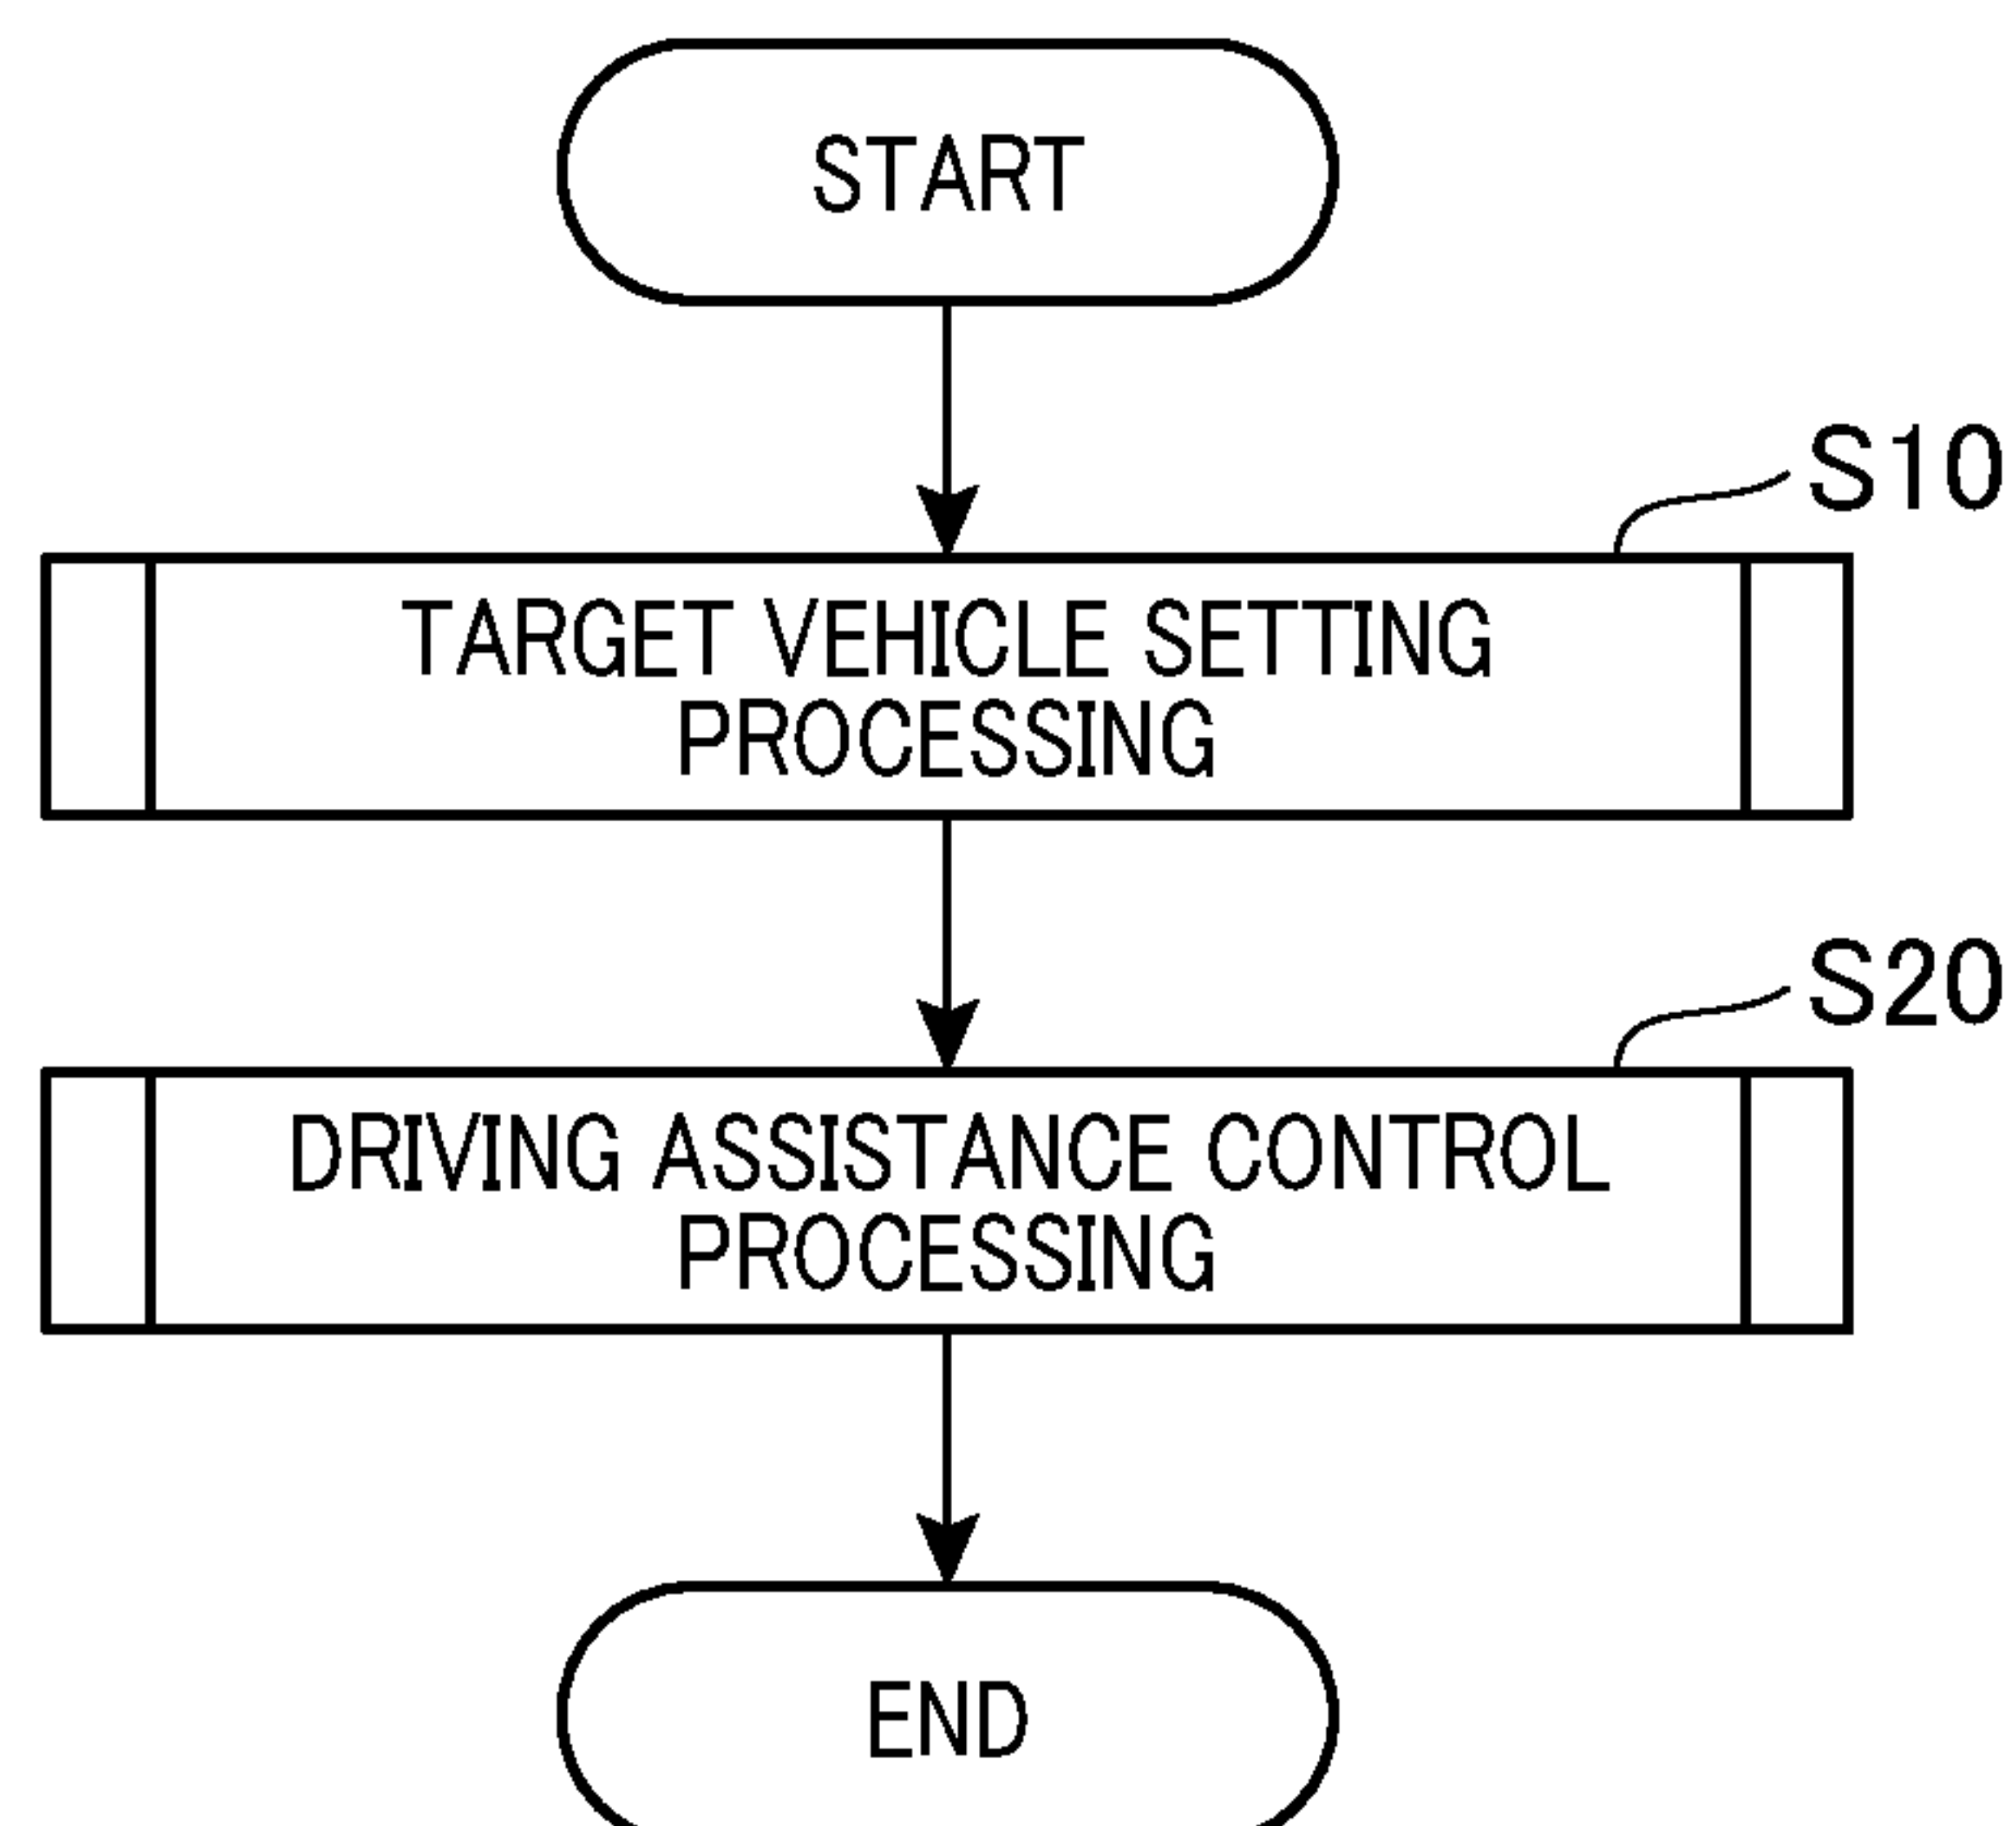 START
S10
TARGET VEHICLE SETTING
PROCESSING
S20
DRIVING ASSISTANCE CONTROL
PROCESSING
END